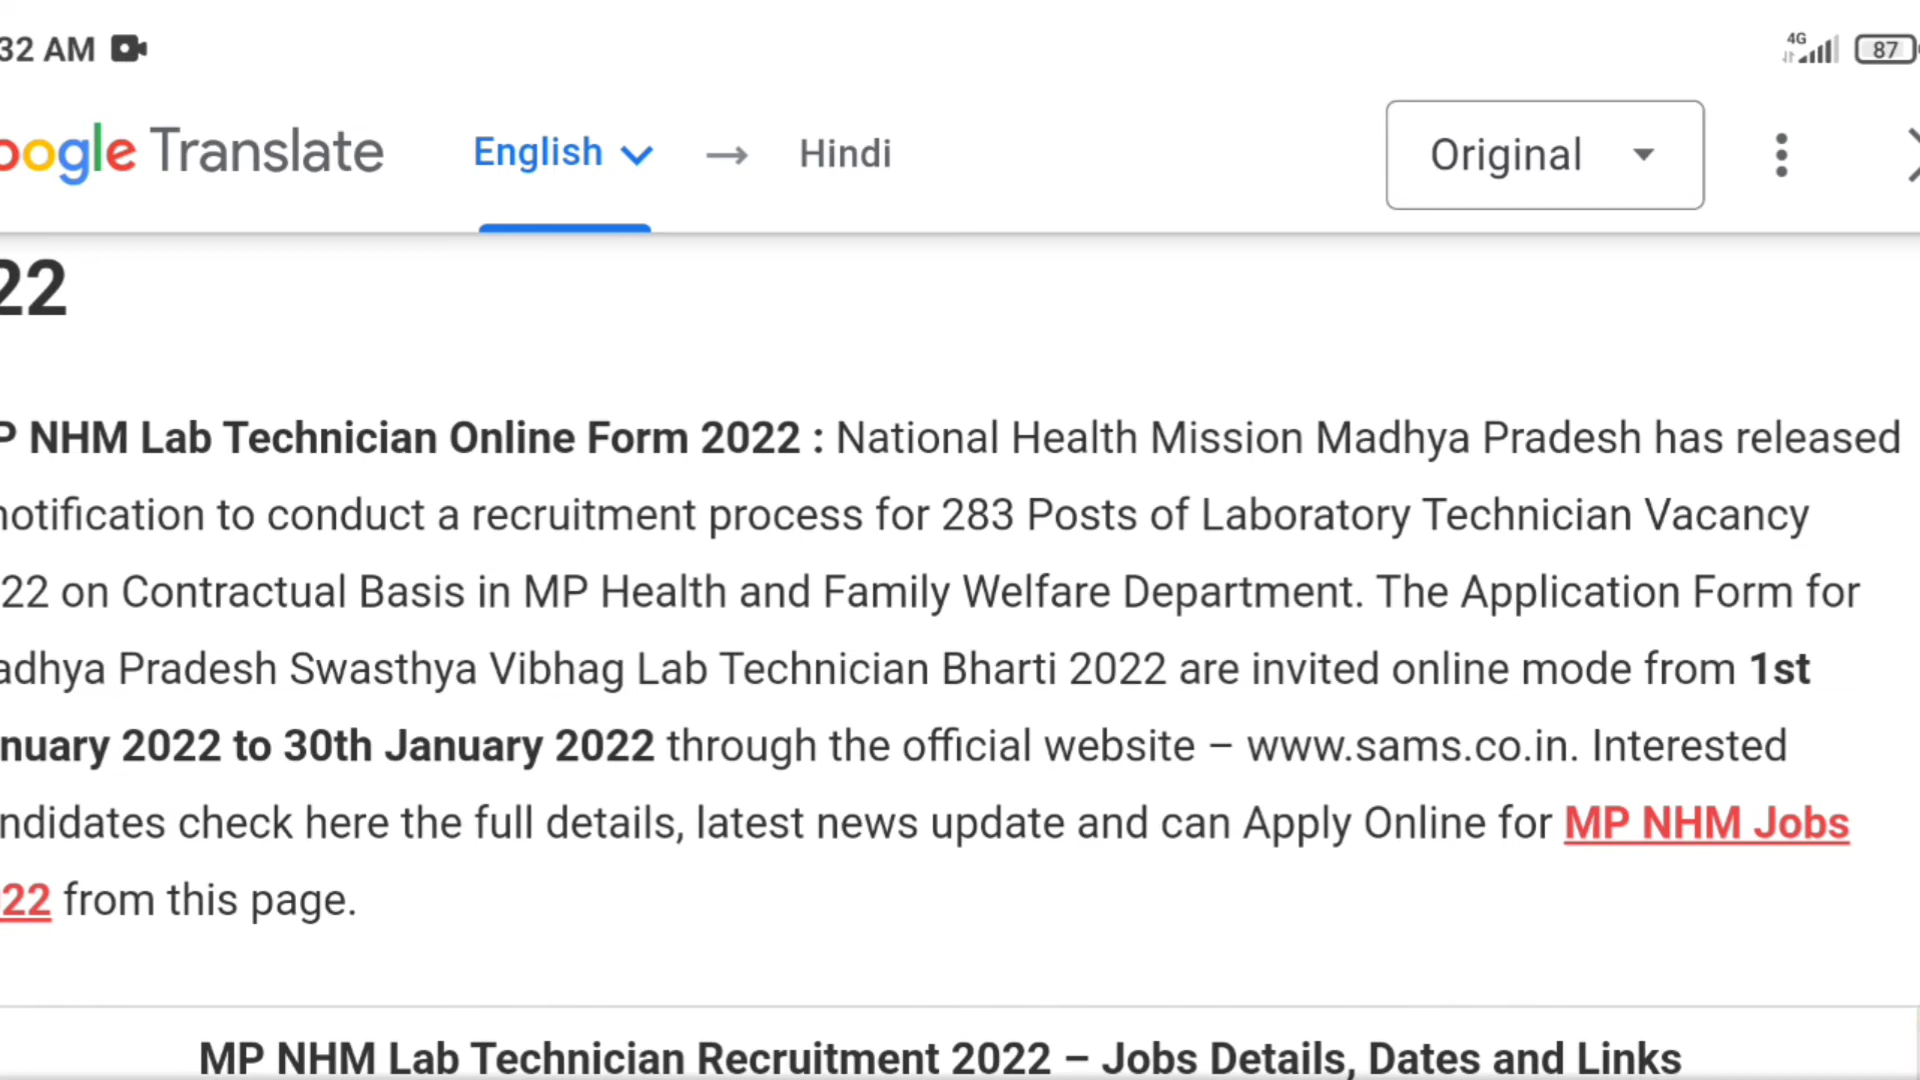 32 AM
4G
87
oogle Translate English → Hindi Original
22
P NHM Lab Technician Online Form 2022 : National Health Mission Madhya Pradesh has released
notification to conduct a recruitment process for 283 Posts of Laboratory Technician Vacancy
22 on Contractual Basis in MP Health and Family Welfare Department. The Application Form for
adhya Pradesh Swasthya Vibhag Lab Technician Bharti 2022 are invited online mode from 1st
nuary 2022 to 30th January 2022 through the official website – www.sams.co.in. Interested
ndidates check here the full details, latest news update and can Apply Online for MP NHM Jobs
22 from this page.
MP NHM Lab Technician Recruitment 2022 – Jobs Details, Dates and Links